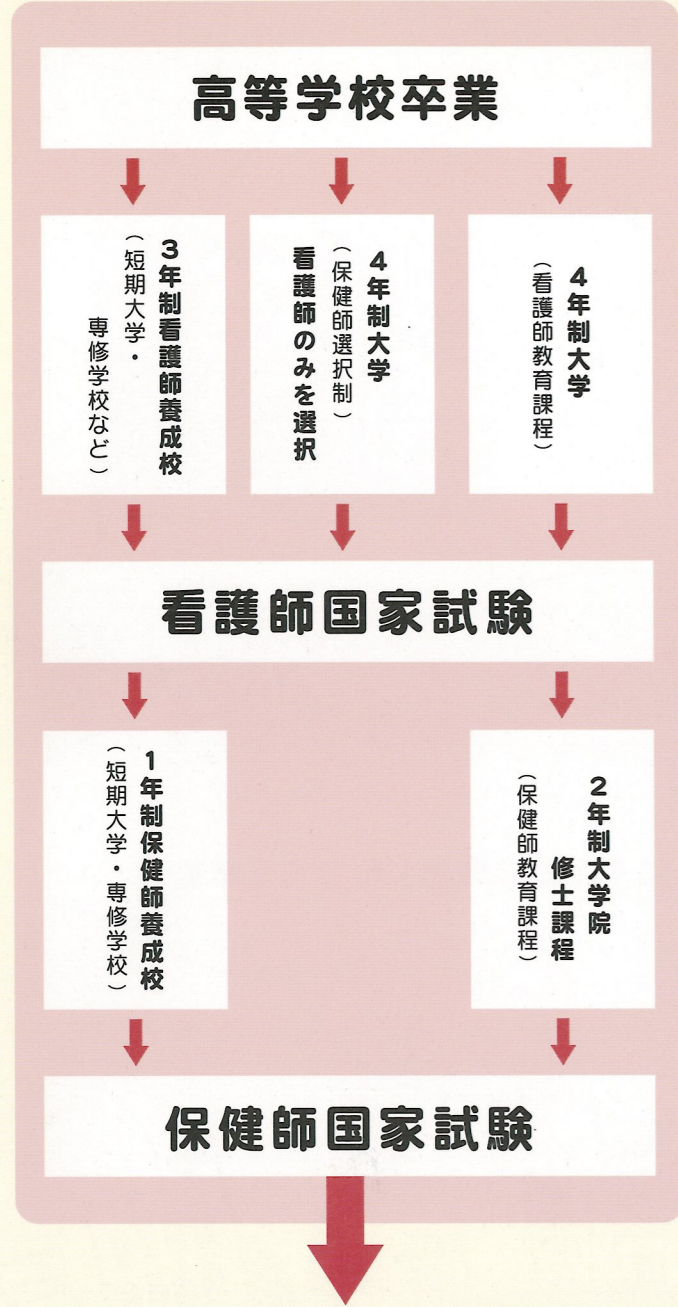 高等学校卒業
4年制大学
(看護師教育課程)
4年制大学
(保健師選択制)
看護師のみを選択
3年制看護師養成校
(短期大学・
専修学校など)
看護師国家試験
2年制大学院
修士課程
(保健師教育課程)
1年制保健師養成校
(短期大学・専修学校)
保健師国家試験